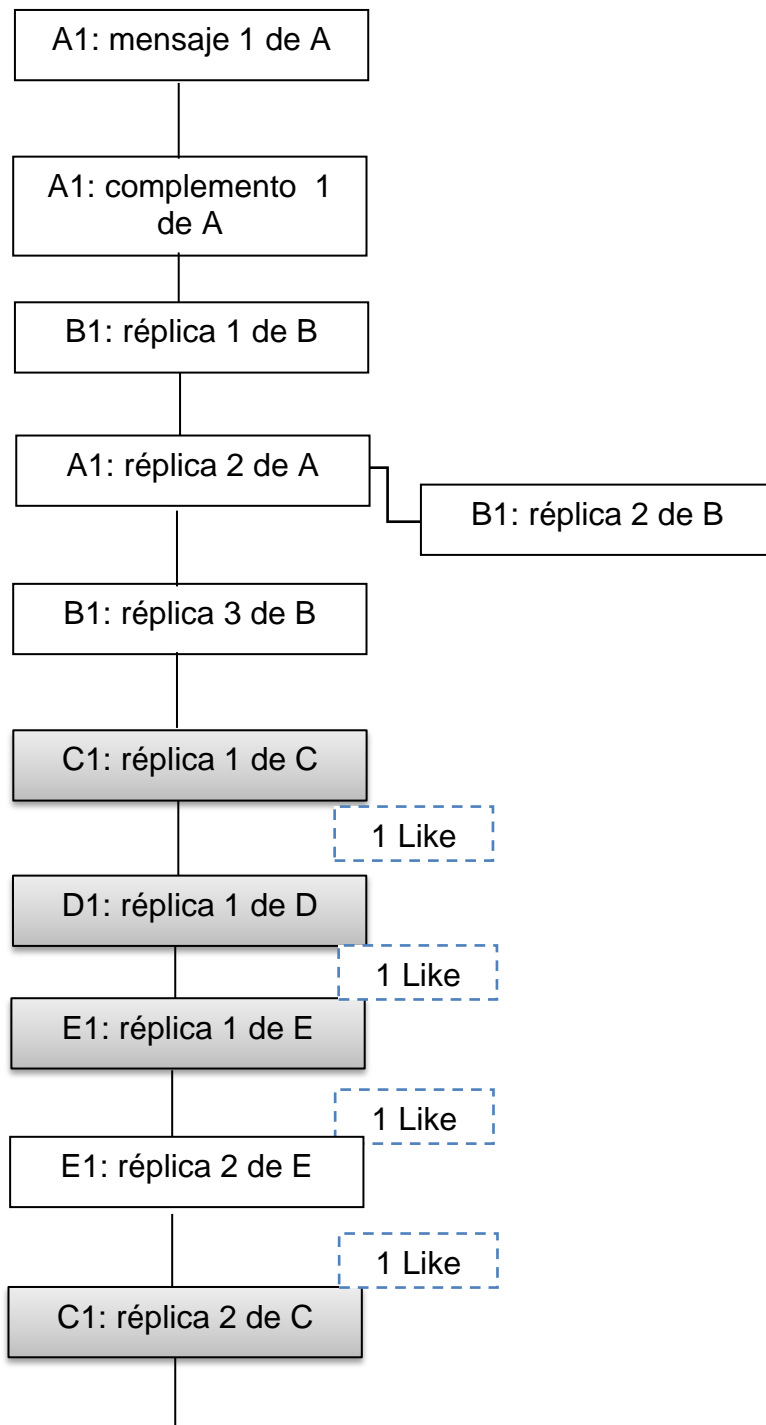 A1: mensaje 1 de A
A1: complemento 1
de A
B1: réplica 1 de B
A1: réplica 2 de A
B1: réplica 2 de B
B1: réplica 3 de B
C1: réplica 1 de C
1 Like
D1: réplica 1 de D
1 Like
E1: réplica 1 de E
1 Like
E1: réplica 2 de E
1 Like
C1: réplica 2 de C